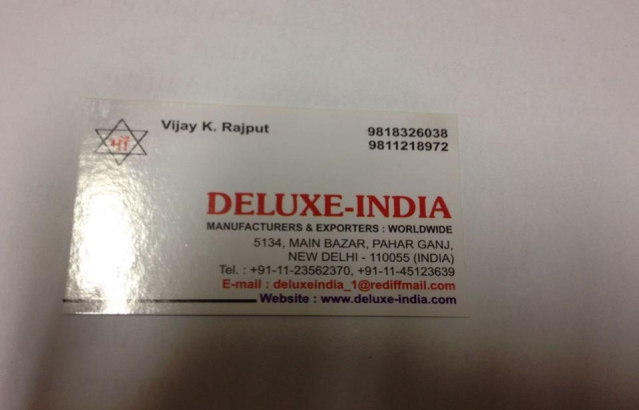 Vijay K. Rajput
9818326038
9811218972
श्री
DELUXE-INDIA
MANUFACTURERS & EXPORTERS : WORLDWIDE
5134, MAIN BAZAR, PAHAR GANJ,
NEW DELHI - 110055 (INDIA)
Tel. : +91-11-23562370, +91-11-45123639
E-mail : deluxeindia_1@rediffmail.com
Website : www.deluxe-india.com